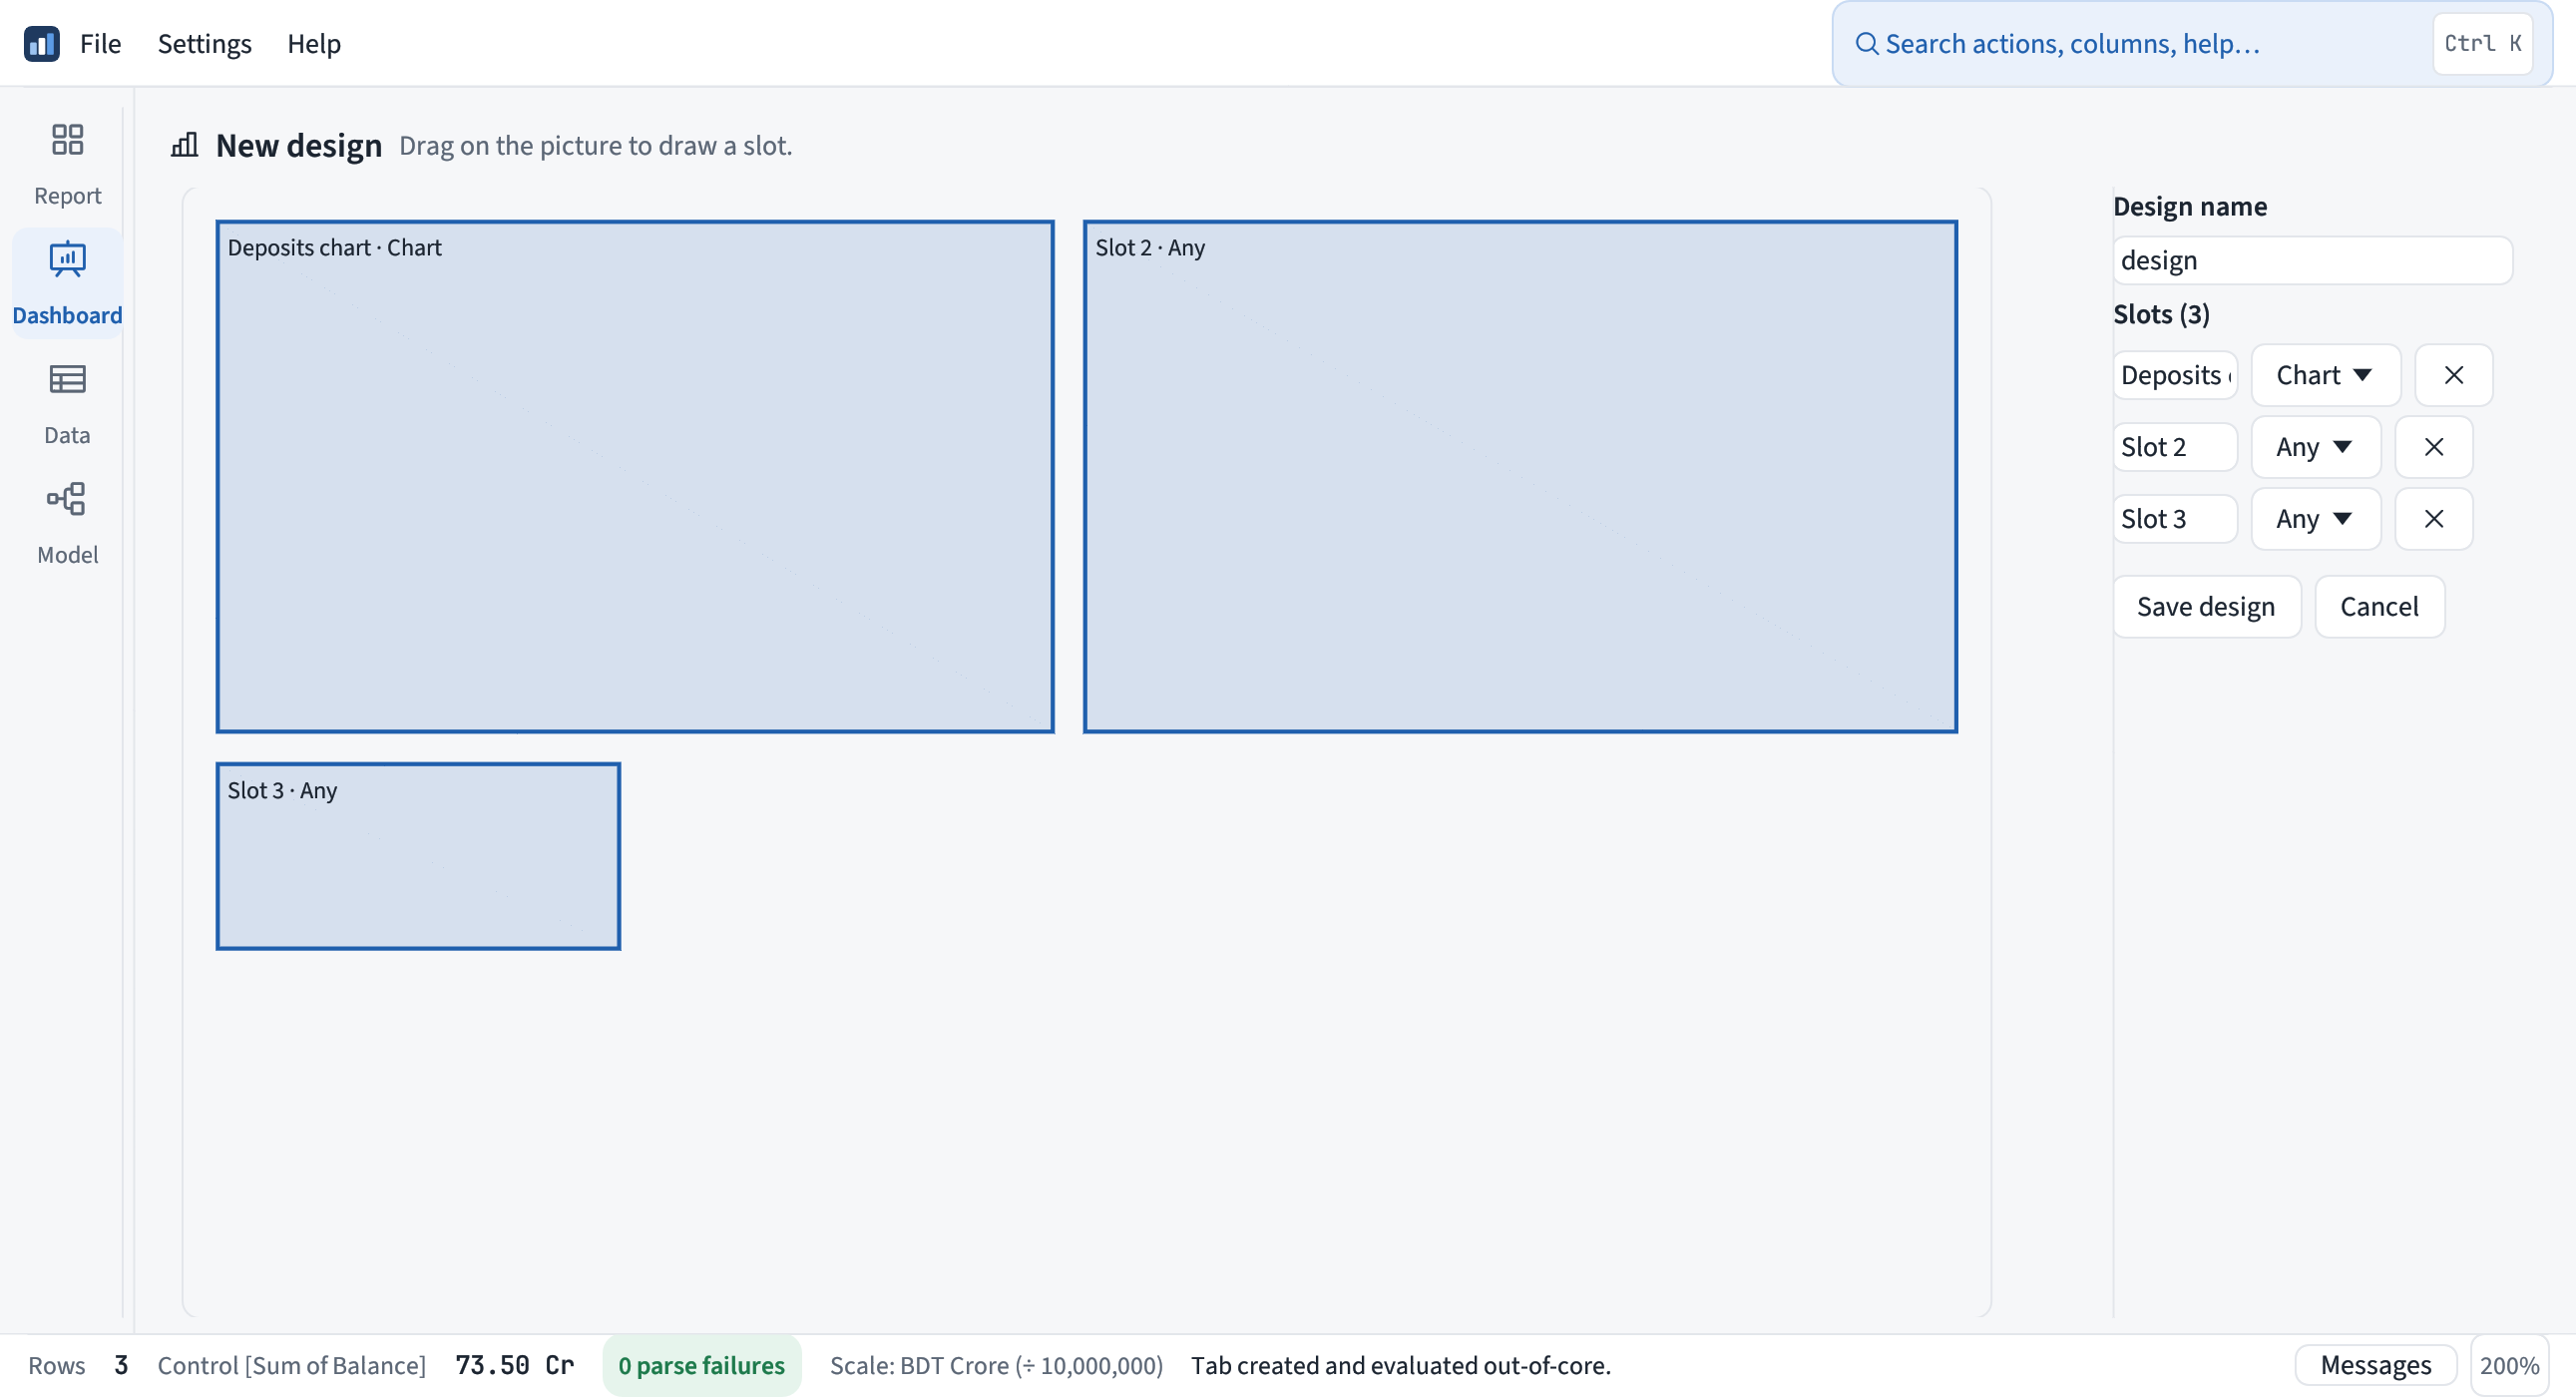 File Settings Help
Search actions, columns, help... Ctrl K
Report
Dashboard
Data
Model
New design Drag on the picture to draw a slot.
Deposits chart · Chart
Slot 2 · Any
Slot 3 · Any
Design name
design
Slots (3)
Deposits Chart
Slot 2 Any
Slot 3 Any
Save design Cancel
Rows 3 Control [Sum of Balance] 73.50 Cr 0 parse failures Scale: BDT Crore (÷ 10,000,000) Tab created and evaluated out-of-core. Messages 200%